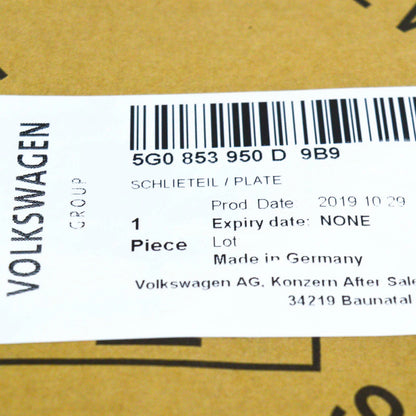 VOLKSWAGEN
GROUP
5G0 853 950 D 9B9
SCHLIETEIL / PLATE
Prod Date 2019 10 29
1 Expiry date: NONE
Piece Lot
Made in Germany
Volkswagen AG, Konzern After Sale
34219 Baunatal